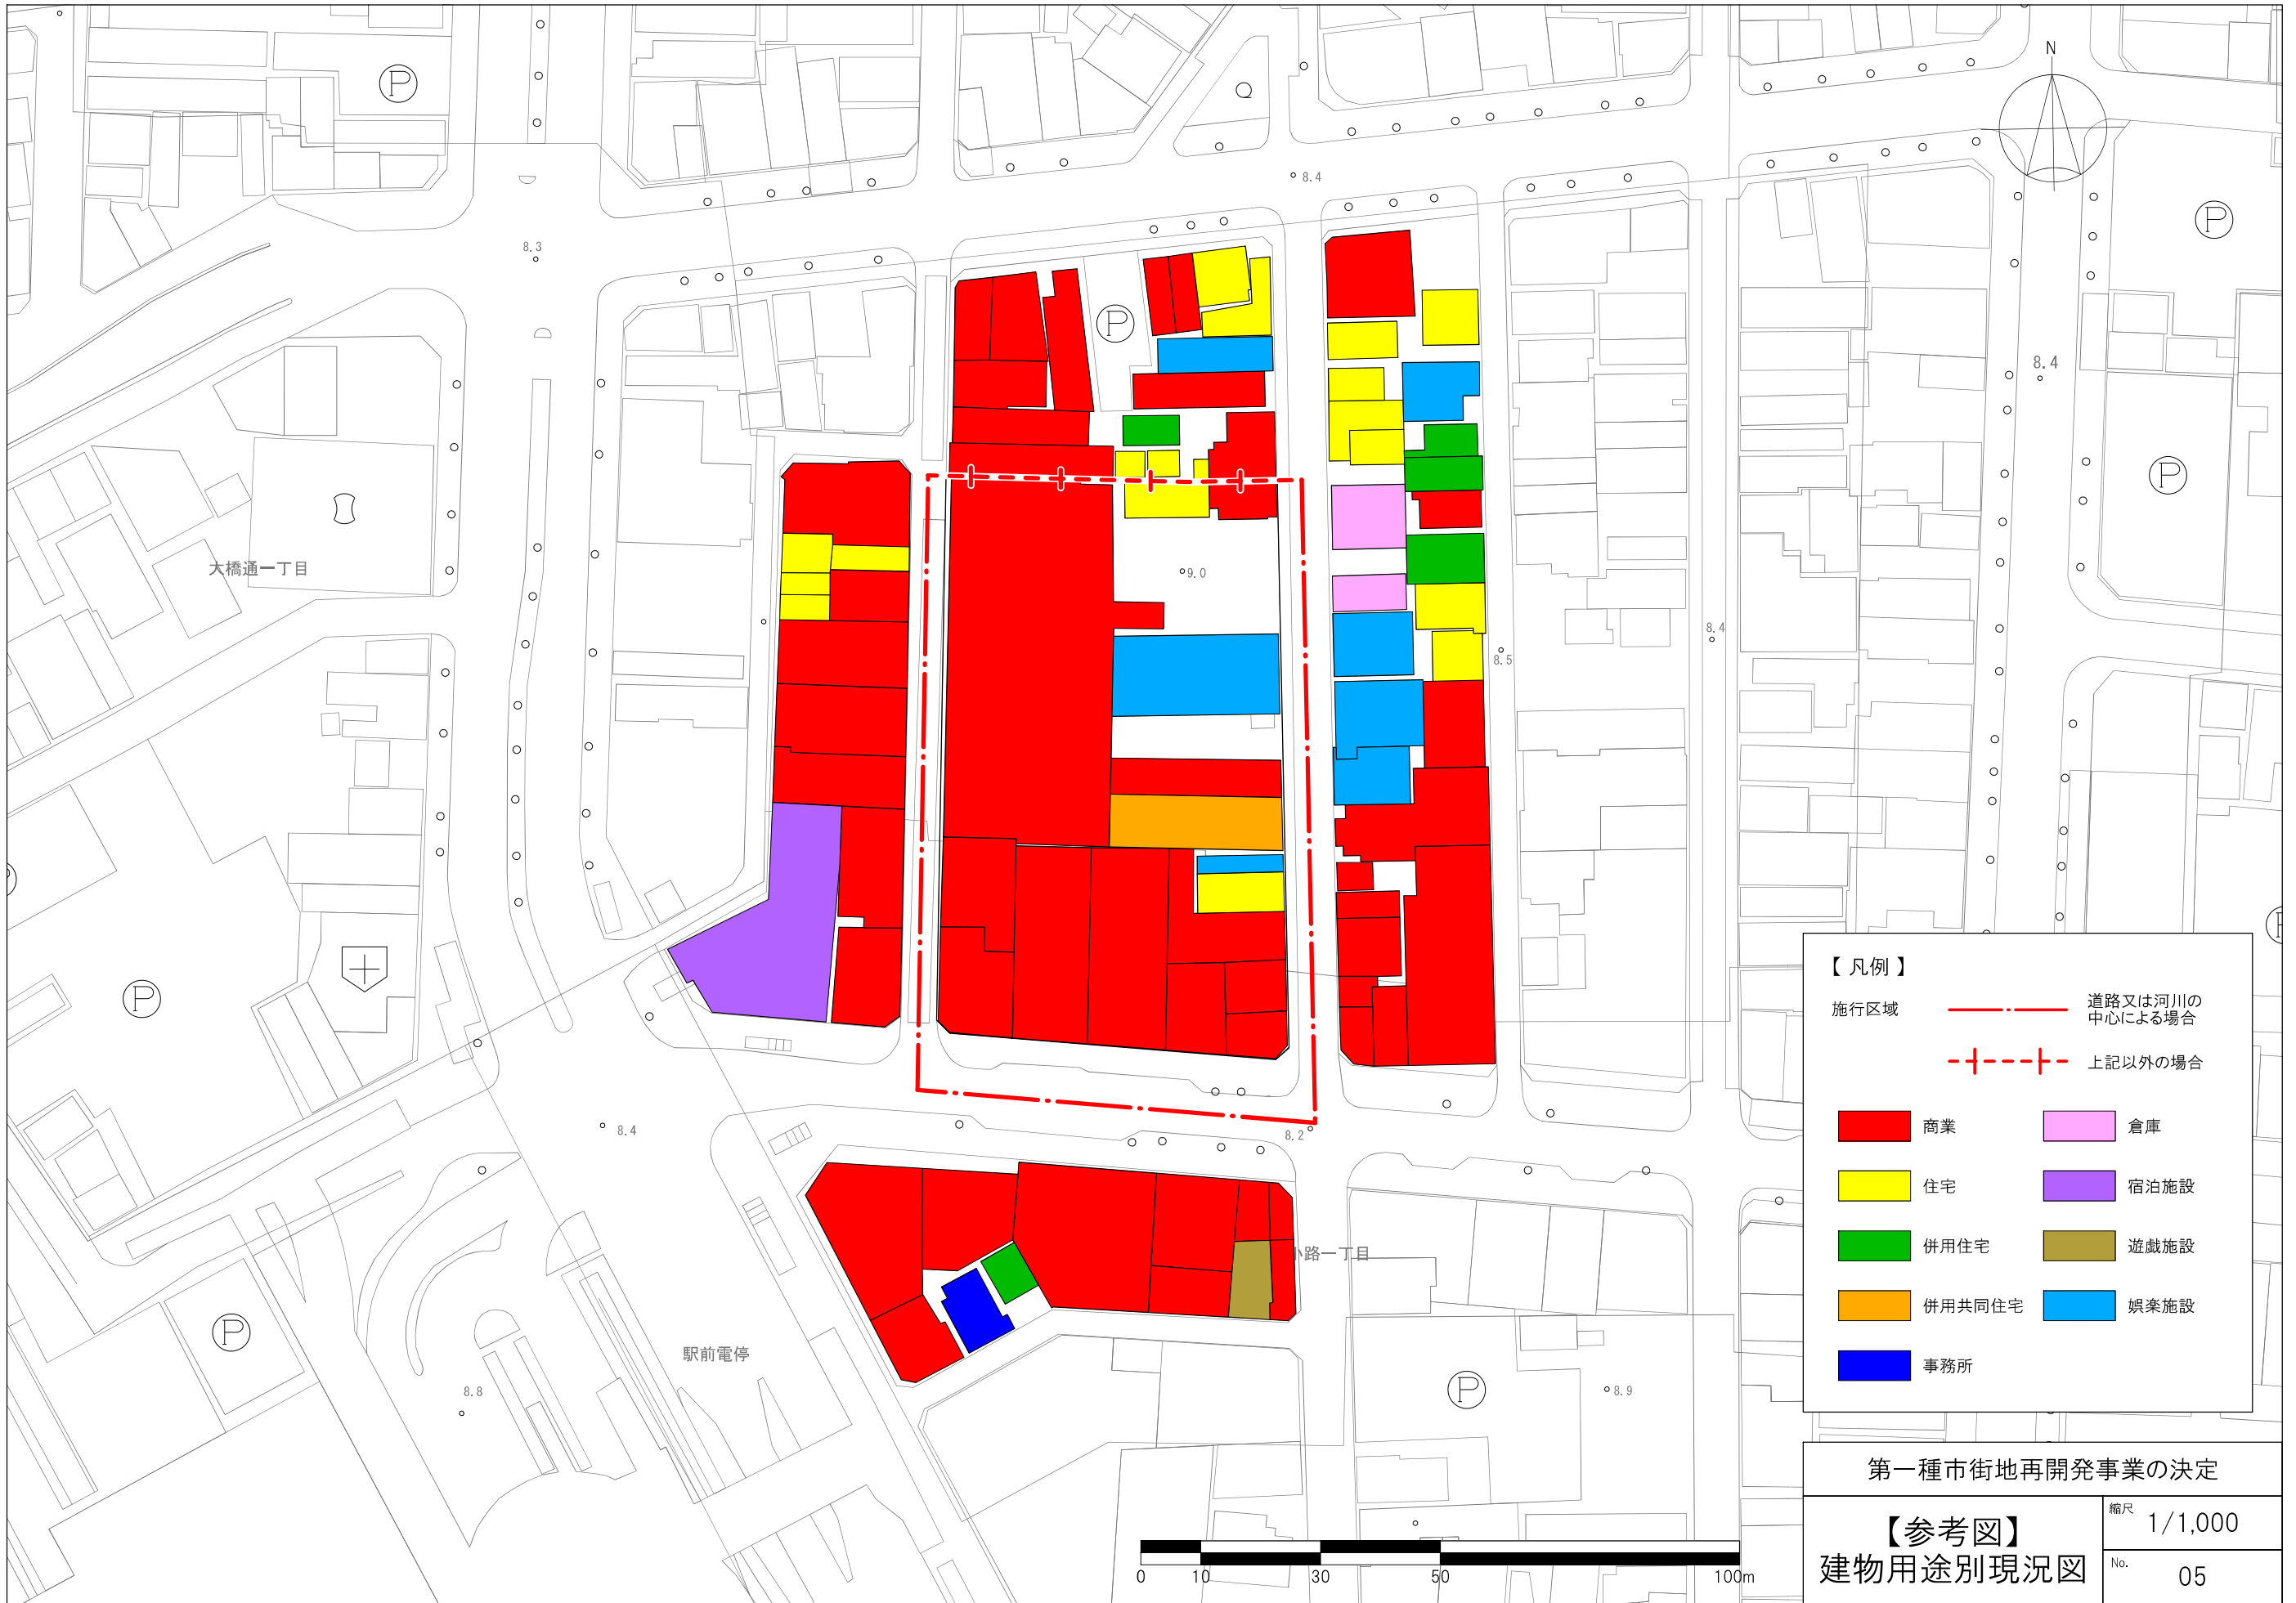 N
P
P
P
P
P
P
P
Q
8.4
8.3
8.4
大橋通一丁目
9.0
8.4
8.5
8.4
8.2
小路一丁目
駅前電停
8.8
8.9
【 凡例 】
施行区域
道路又は河川の
中心による場合
上記以外の場合
商業
倉庫
住宅
宿泊施設
併用住宅
遊戯施設
併用共同住宅
娯楽施設
事務所
第一種市街地再開発事業の決定
【参考図】
建物用途別現況図
縮尺 1/1,000
No. 05
0 10 30 50 100m